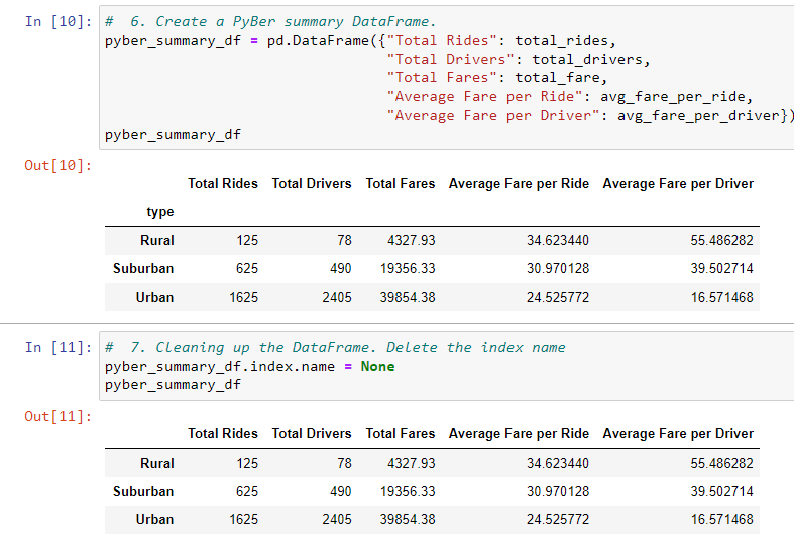 In [10]: #  6. Create a PyBer summary DataFrame.
pyber_summary_df = pd.DataFrame({"Total Rides": total_rides,
"Total Drivers": total_drivers,
"Total Fares": total_fare,
"Average Fare per Ride": avg_fare_per_ride,
"Average Fare per Driver": avg_fare_per_driver})
pyber_summary_df
Out[10]:
Total Rides Total Drivers Total Fares Average Fare per Ride Average Fare per Driver
type
Rural 125 78 4327.93 34.623440 55.486282
Suburban 625 490 19356.33 30.970128 39.502714
Urban 1625 2405 39854.38 24.525772 16.571468
In [11]: #  7. Cleaning up the DataFrame. Delete the index name
pyber_summary_df.index.name = None
pyber_summary_df
Out[11]:
Total Rides Total Drivers Total Fares Average Fare per Ride Average Fare per Driver
Rural 125 78 4327.93 34.623440 55.486282
Suburban 625 490 19356.33 30.970128 39.502714
Urban 1625 2405 39854.38 24.525772 16.571468